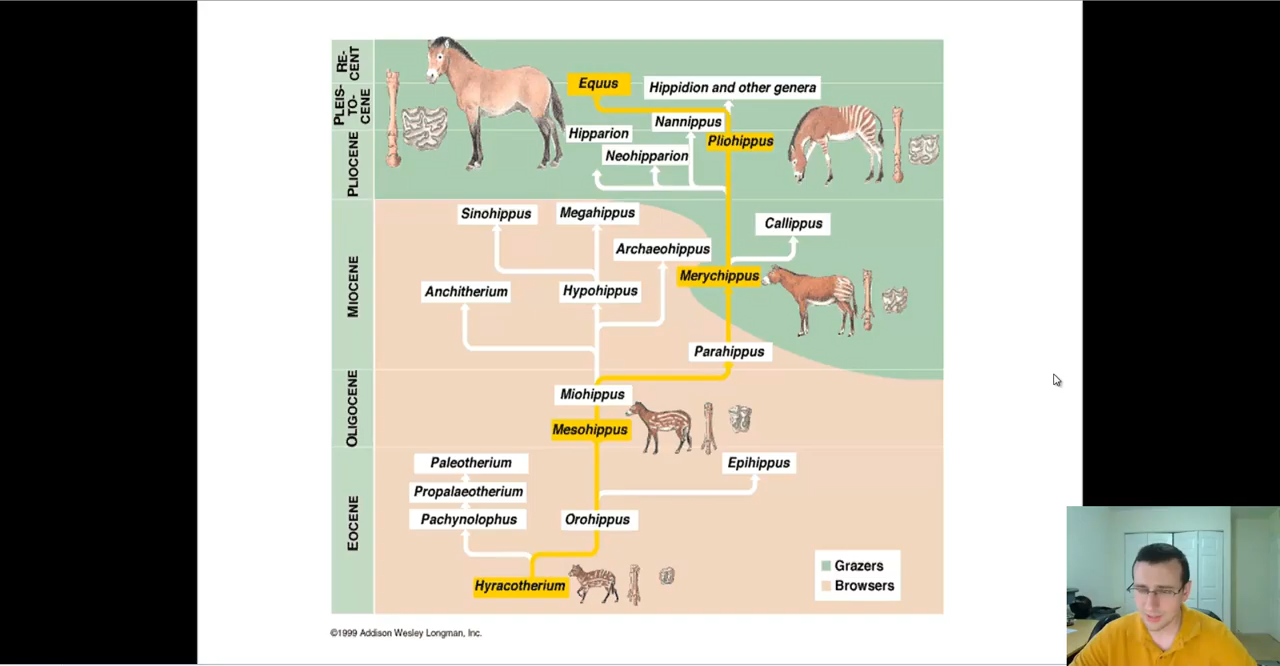 RE-
CENT
PLEIS-
TO-
CENE
PLIOCENE
MIOCENE
OLIGOCENE
EOCENE
Equus
Hippidion and other genera
Nannippus
Hipparion
Pliohippus
Neohipparion
Sinohippus
Megahippus
Callippus
Archaeohippus
Merychippus
Anchitherium
Hypohippus
Parahippus
Miohippus
Mesohippus
Paleotherium
Epihippus
Propalaeotherium
Pachynolophus
Orohippus
Hyracotherium
Grazers
Browsers
©1999 Addison Wesley Longman, Inc.